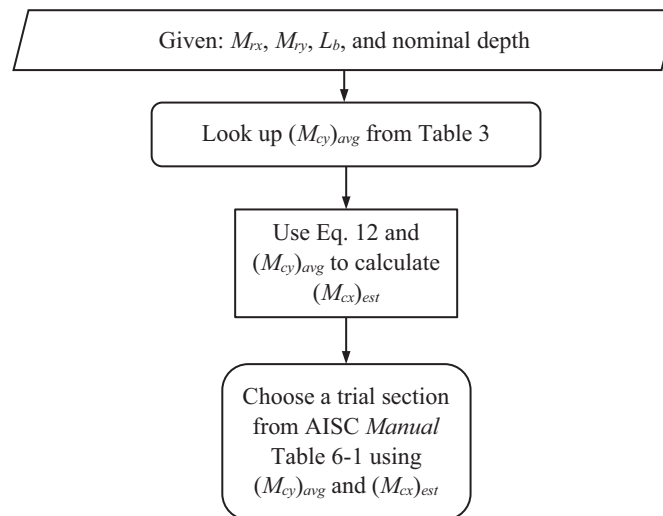 Given: Mrx, Mry, Lb, and nominal depth
Look up (Mcy)avg from Table 3
Use Eq. 12 and
(Mcy)avg to calculate
(Mcx)est
Choose a trial section
from AISC Manual
Table 6-1 using
(Mcy)avg and (Mcx)est